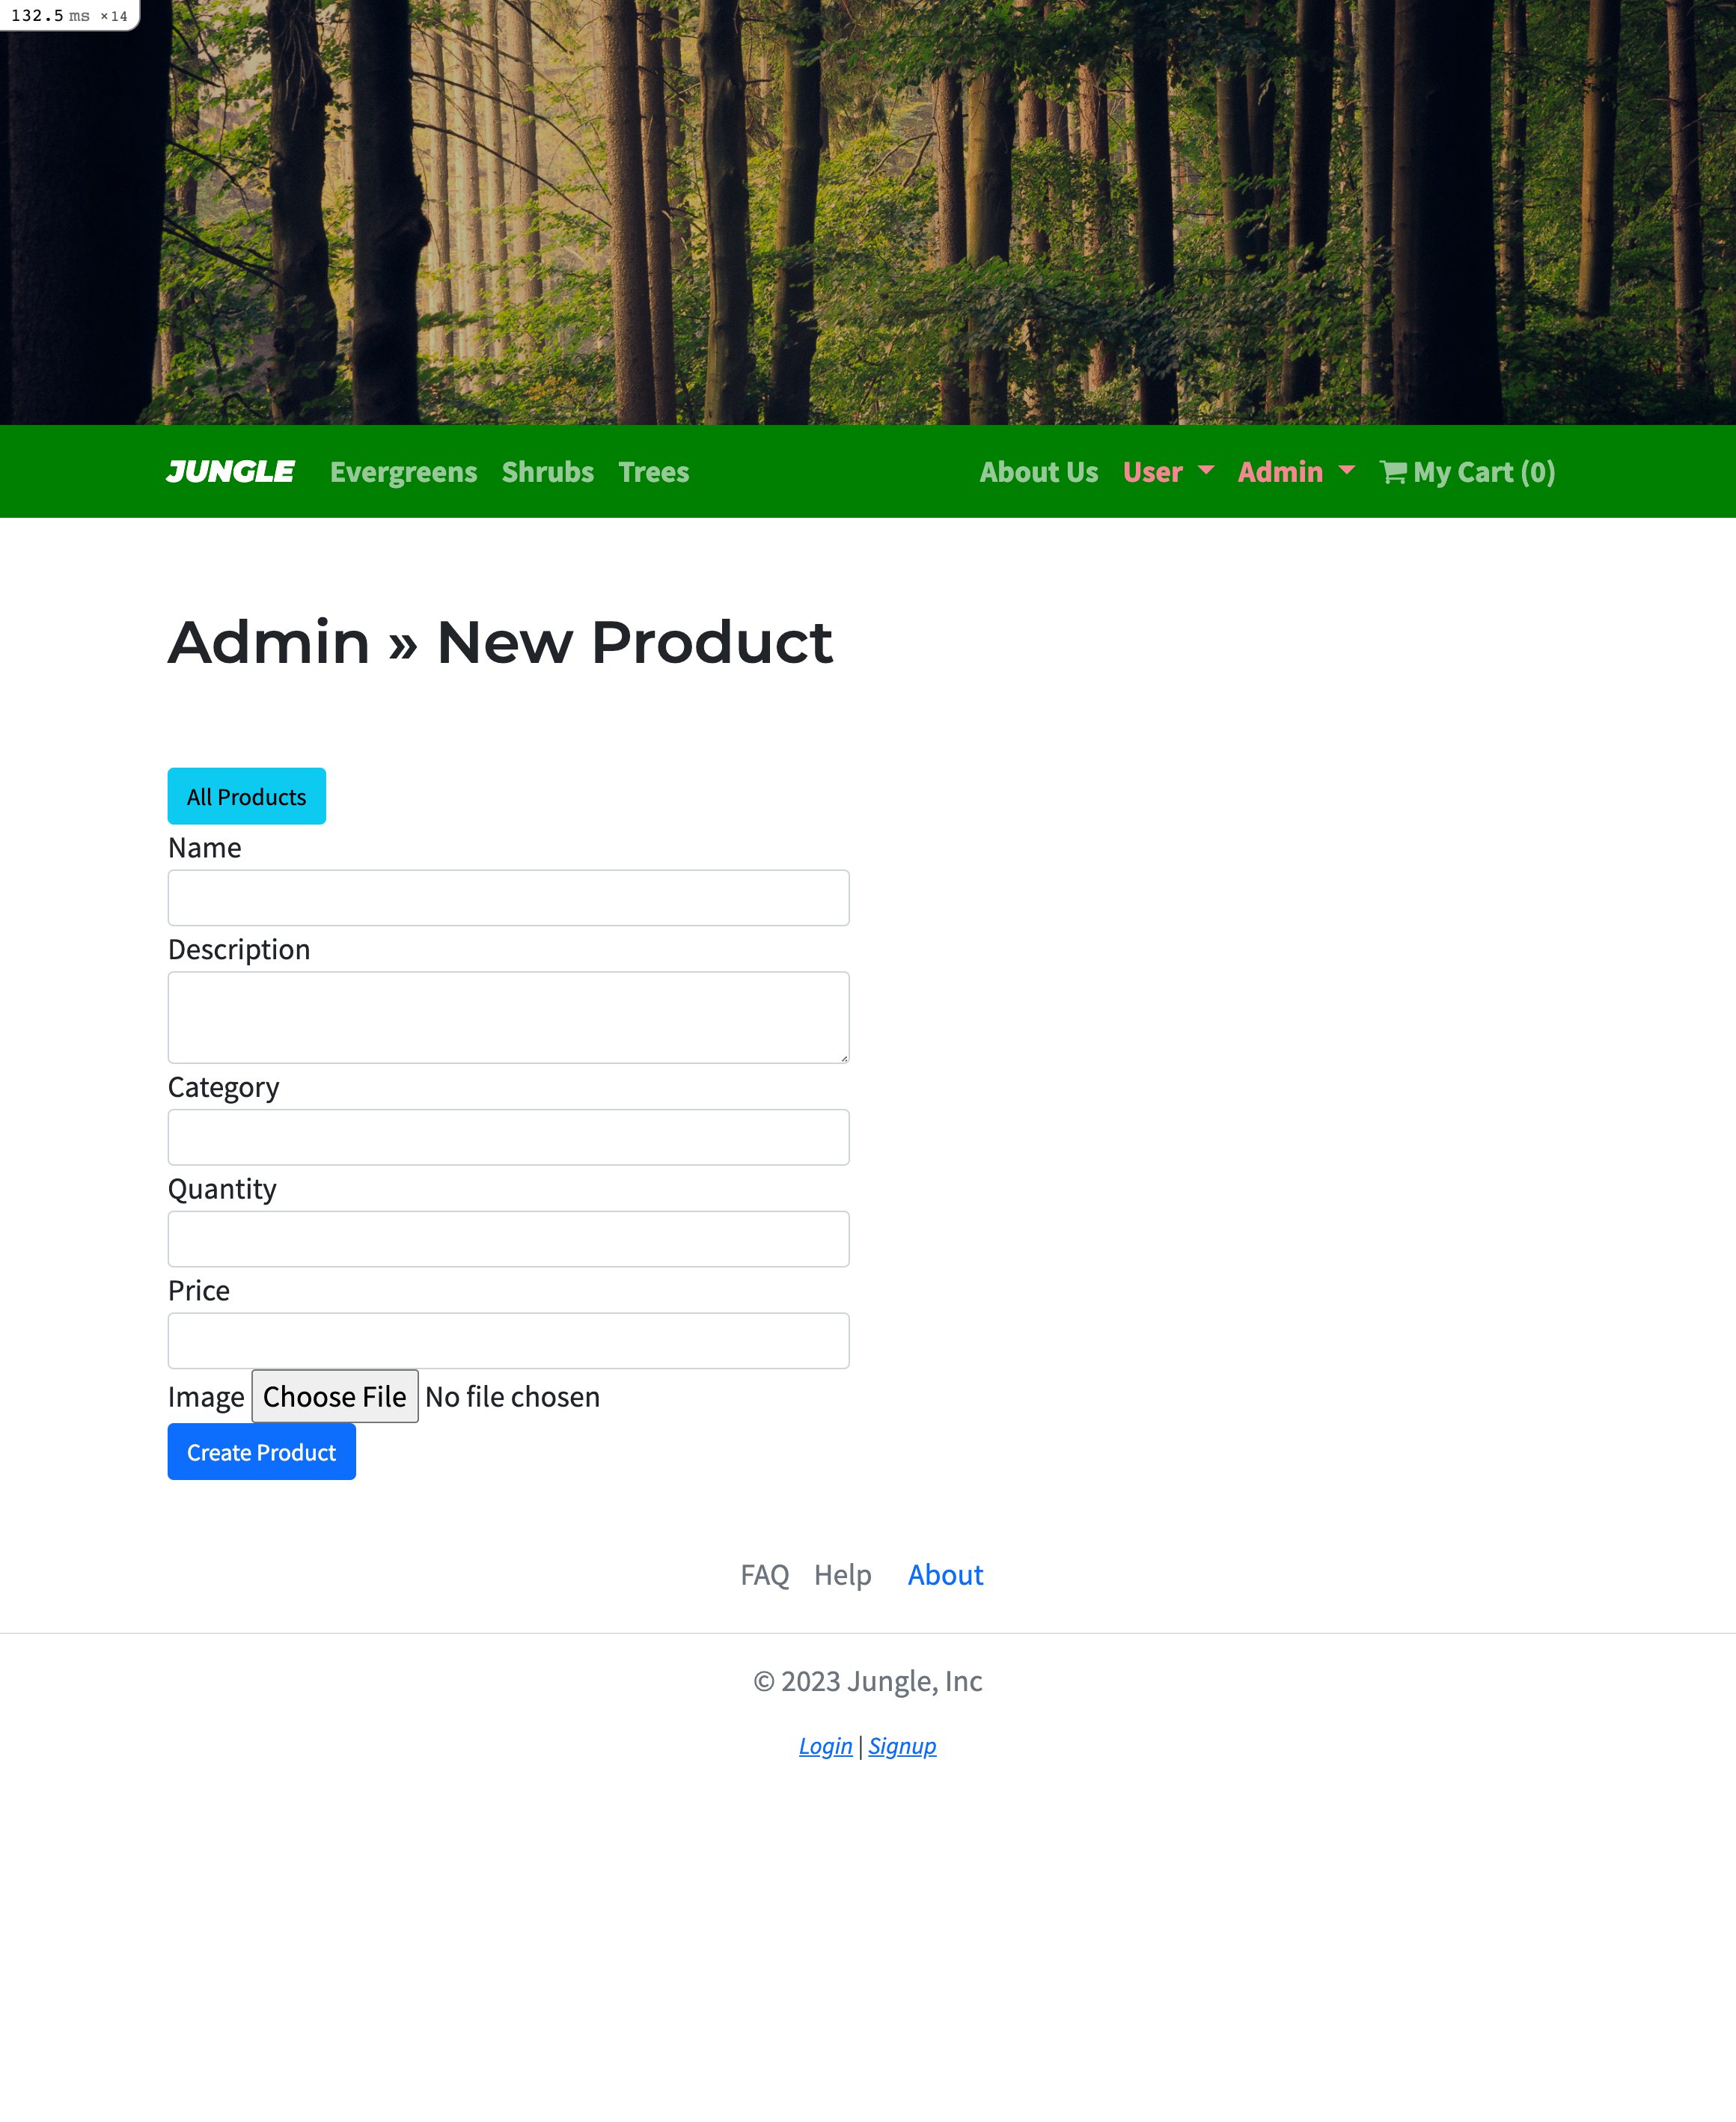 132.5 ms ×14
JUNGLE Evergreens Shrubs Trees About Us User Admin My Cart (0)
Admin » New Product
All Products
Name
Description
Category
Quantity
Price
Image Choose File No file chosen
Create Product
FAQ Help About
© 2023 Jungle, Inc
Login | Signup